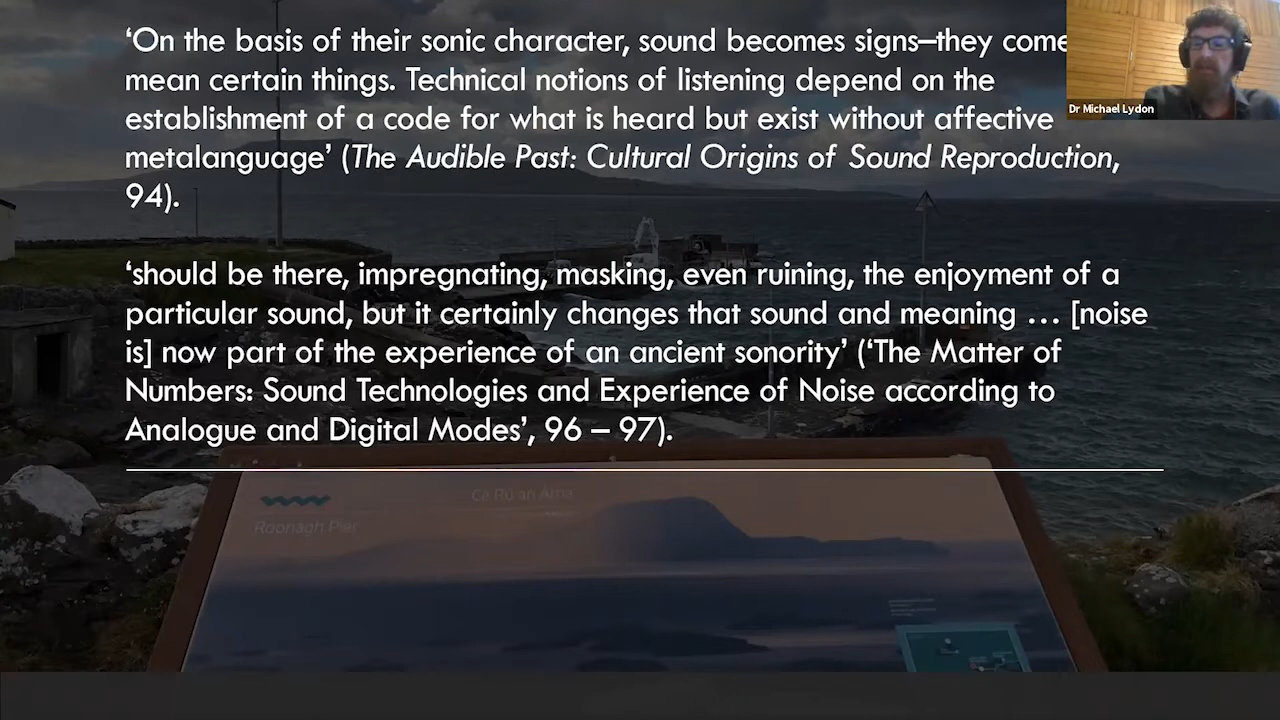 ‘On the basis of their sonic character, sound becomes signs—they come
mean certain things. Technical notions of listening depend on the
establishment of a code for what is heard but exist without affective
metalanguage’ (The Audible Past: Cultural Origins of Sound Reproduction,
94).
‘should be there, impregnating, masking, even ruining, the enjoyment of a
particular sound, but it certainly changes that sound and meaning … [noise
is] now part of the experience of an ancient sonority’ (‘The Matter of
Numbers: Sound Technologies and Experience of Noise according to
Analogue and Digital Modes’, 96 – 97).
Dr Michael Lydon
Roonagh Pier